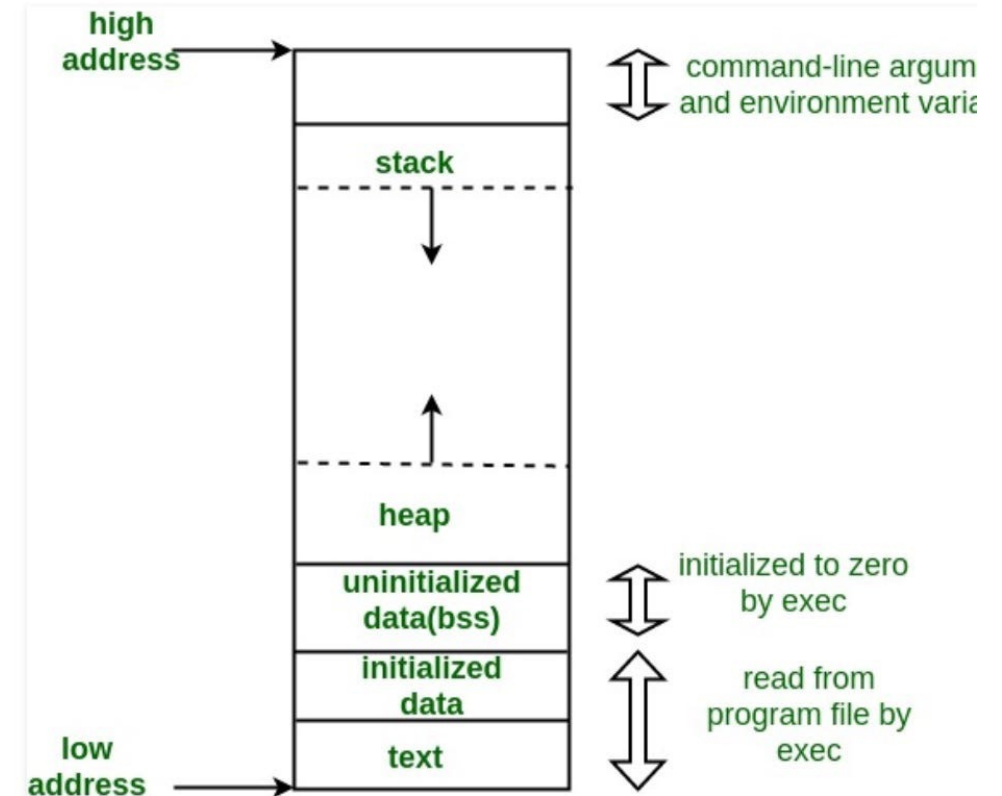 high
address
command-line argum
and environment varia
stack
heap
uninitialized
data(bss)
initialized to zero
by exec
initialized
data
read from
program file by
exec
text
low
address